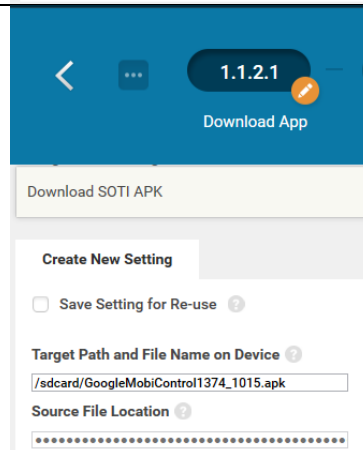 1.1.2.1
Download App
Download SOTI APK
Create New Setting
Save Setting for Re-use ?
Target Path and File Name on Device ?
/sdcard/GoogleMobiControl1374_1015.apk
Source File Location ?